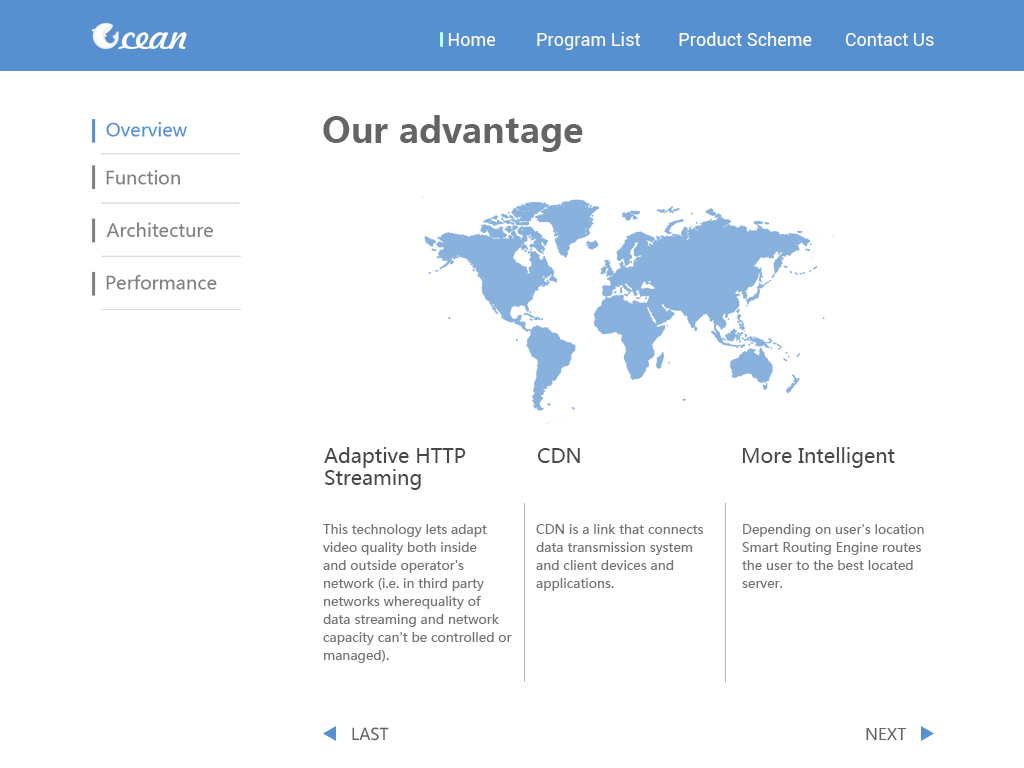 Ocean
Home
Program List
Product Scheme
Contact Us
Overview
Function
Architecture
Performance
Our advantage
Adaptive HTTP
Streaming
This technology lets adapt
video quality both inside
and outside operator's
network (i.e. in third party
networks wherequality of
data streaming and network
capacity can't be controlled or
managed).
CDN
CDN is a link that connects
data transmission system
and client devices and
applications.
More Intelligent
Depending on user's location
Smart Routing Engine routes
the user to the best located
server.
LAST
NEXT